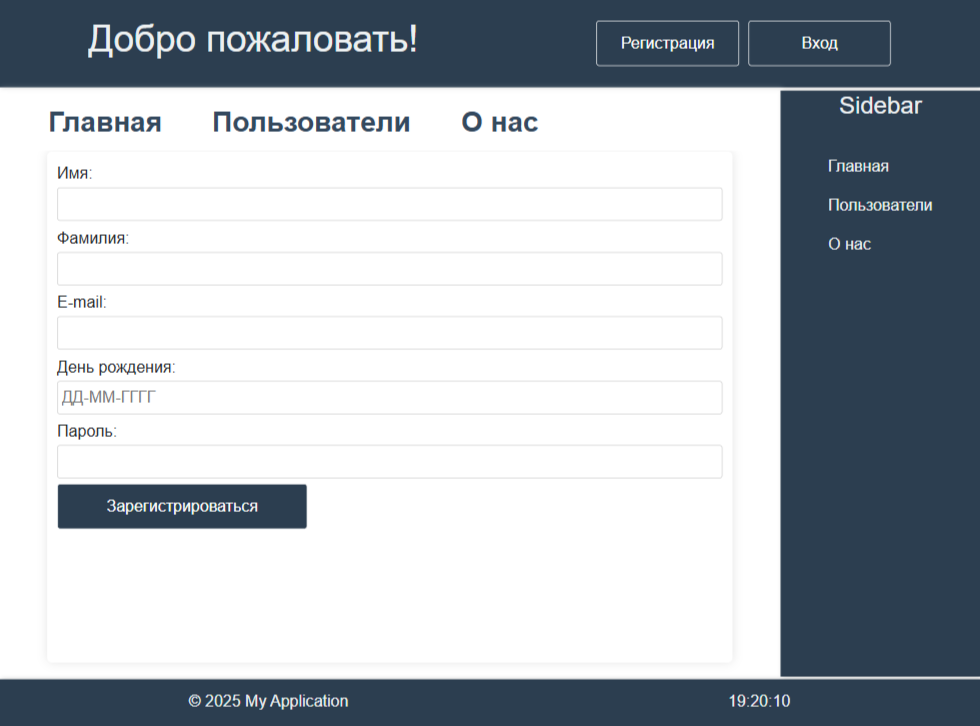 Добро пожаловать!
Регистрация
Вход
Главная Пользователи О нас
Имя:
Фамилия:
E-mail:
День рождения:
ДД-ММ-ГГГГ
Пароль:
Зарегистрироваться
Sidebar
Главная
Пользователи
О нас
© 2025 My Application
19:20:10